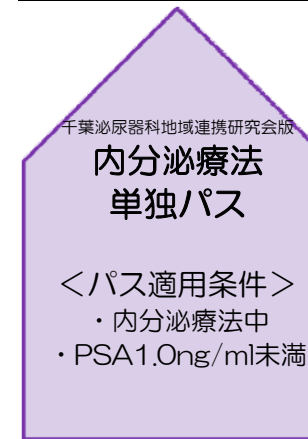 千葉泌尿器科地域連携研究会版
内分泌療法
単独パス
＜パス適用条件＞
・内分泌療法中
・PSA1.0ng/ml未満